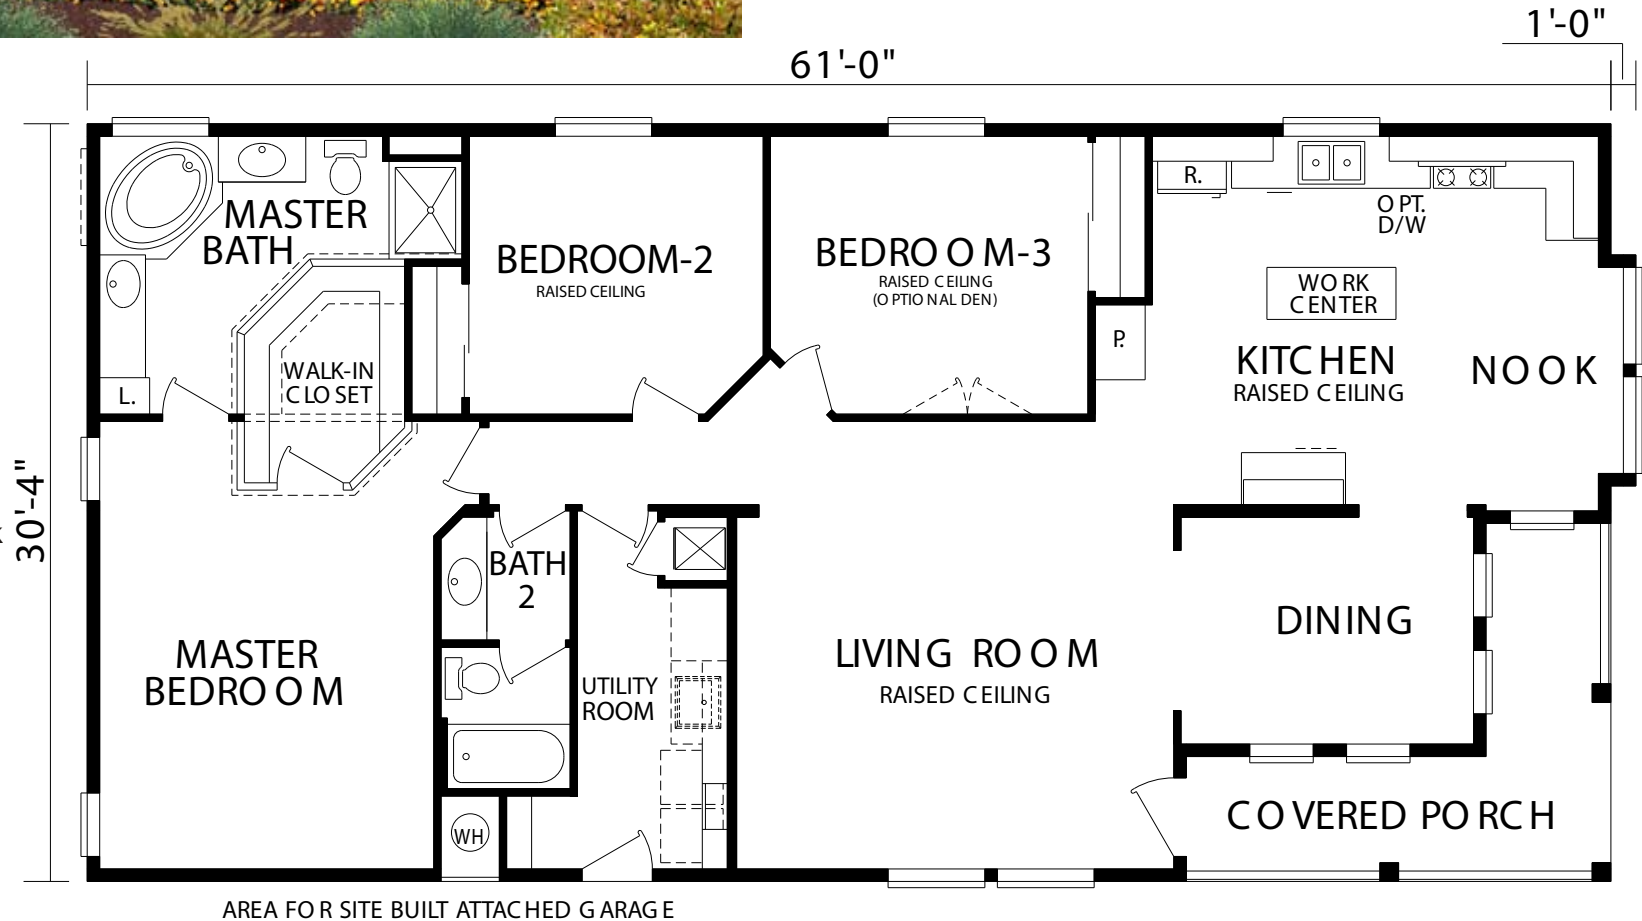 1'-0"
61'-0"
30'-4"
MASTER
BATH
BEDROOM-2
RAISED CEILING
BEDROOM-3
RAISED CEILING
(OPTIONAL DEN)
R.
OPT.
D/W
WORK
CENTER
P.
KITCHEN
RAISED CEILING
NOOK
WALK-IN
CLOSET
L.
BATH
2
DINING
MASTER
BEDROOM
UTILITY
ROOM
LIVING ROOM
RAISED CEILING
COVERED PORCH
WH
AREA FOR SITE BUILT ATTACHED GARAGE